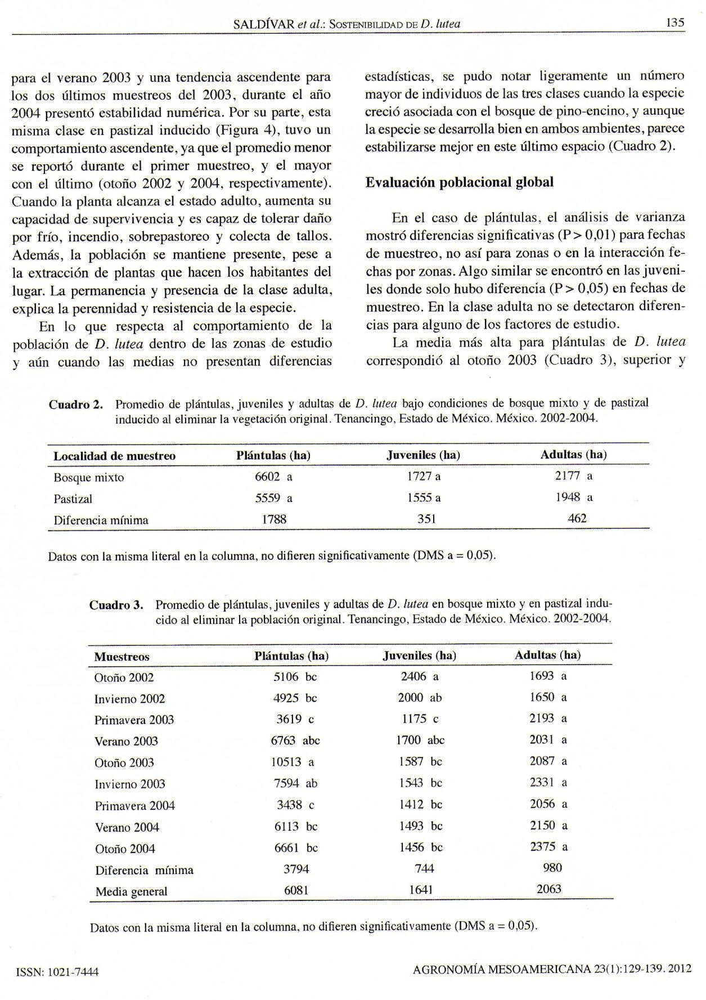 SALDÍVAR et al.: SOSTENIBILIDAD DE D. lutea 135
para el verano 2003 y una tendencia ascendente para
los dos últimos muestreos del 2003, durante el año
2004 presentó estabilidad numérica. Por su parte, esta
misma clase en pastizal inducido (Figura 4), tuvo un
comportamiento ascendente, ya que el promedio menor
se reportó durante el primer muestreo, y el mayor
con el último (otoño 2002 y 2004, respectivamente).
Cuando la planta alcanza el estado adulto, aumenta su
capacidad de supervivencia y es capaz de tolerar daño
por frío, incendio, sobrepastoreo y colecta de tallos.
Además, la población se mantiene presente, pese a
la extracción de plantas que hacen los habitantes del
lugar. La permanencia y presencia de la clase adulta,
explica la perennidad y resistencia de la especie.
En lo que respecta al comportamiento de la
población de D. lutea dentro de las zonas de estudio
y aún cuando las medias no presentan diferencias
estadísticas, se pudo notar ligeramente un número
mayor de individuos de las tres clases cuando la especie
creció asociada con el bosque de pino-encino, y aunque
la especie se desarrolla bien en ambos ambientes, parece
estabilizarse mejor en este último espacio (Cuadro 2).
Evaluación poblacional global
En el caso de plántulas, el análisis de varianza
mostró diferencias significativas (P > 0,01) para fechas
de muestreo, no así para zonas o en la interacción fe-
chas por zonas. Algo similar se encontró en las juveni-
les donde solo hubo diferencia (P > 0,05) en fechas de
muestreo. En la clase adulta no se detectaron diferen-
cias para alguno de los factores de estudio.
La media más alta para plántulas de D. lutea
correspondió al otoño 2003 (Cuadro 3), superior y
Cuadro 2. Promedio de plántulas, juveniles y adultas de D. lutea bajo condiciones de bosque mixto y de pastizal
inducido al eliminar la vegetación original. Tenancingo, Estado de México. México. 2002-2004.
Localidad de muestreo Plántulas (ha) Juveniles (ha) Adultas (ha)
Bosque mixto 6602 a 1727 a 2177 a
Pastizal 5559 a 1555 a 1948 a
Diferencia mínima 1788 351 462
Datos con la misma literal en la columna, no difieren significativamente (DMS a = 0,05).
Cuadro 3. Promedio de plántulas, juveniles y adultas de D. lutea en bosque mixto y en pastizal indu-
cido al eliminar la población original. Tenancingo, Estado de México. México. 2002-2004.
Muestreos Plántulas (ha) Juveniles (ha) Adultas (ha)
Otoño 2002 5106 bc 2406 a 1693 a
Invierno 2002 4925 bc 2000 ab 1650 a
Primavera 2003 3619 c 1175 c 2193 a
Verano 2003 6763 abc 1700 abc 2031 a
Otoño 2003 10513 a 1587 bc 2087 a
Invierno 2003 7594 ab 1543 bc 2331 a
Primavera 2004 3438 c 1412 bc 2056 a
Verano 2004 6113 bc 1493 bc 2150 a
Otoño 2004 6661 bc 1456 bc 2375 a
Diferencia mínima 3794 744 980
Media general 6081 1641 2063
Datos con la misma literal en la columna, no difieren significativamente (DMS a = 0,05).
ISSN: 1021-7444 AGRONOMÍA MESOAMERICANA 23(1):129-139. 2012